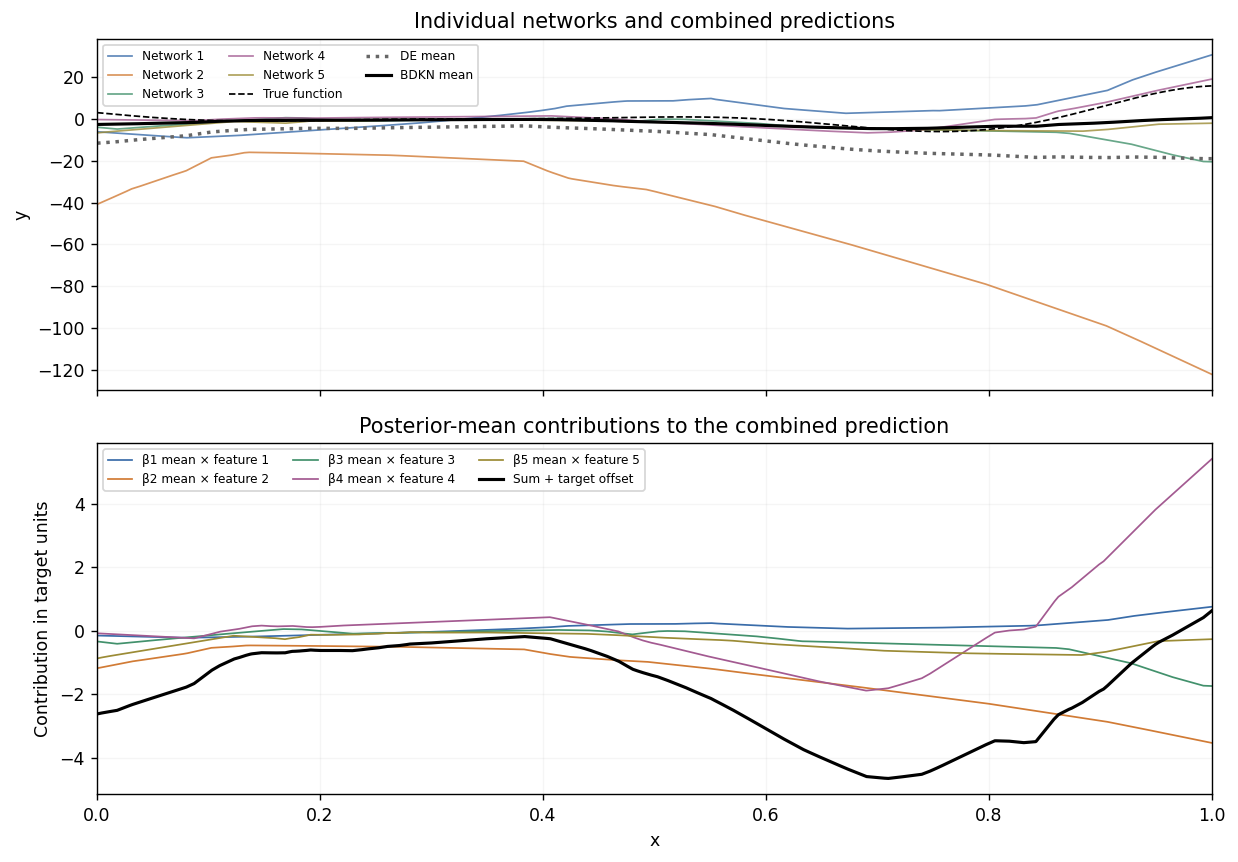 Individual networks and combined predictions
Network 1
Network 2
Network 3
Network 4
Network 5
True function
DE mean
BDKN mean
y
20
0
−20
−40
−60
−80
−100
−120
Posterior-mean contributions to the combined prediction
β1 mean × feature 1
β2 mean × feature 2
β3 mean × feature 3
β4 mean × feature 4
β5 mean × feature 5
Sum + target offset
Contribution in target units
4
2
0
−2
−4
0.0
0.2
0.4
0.6
0.8
1.0
x